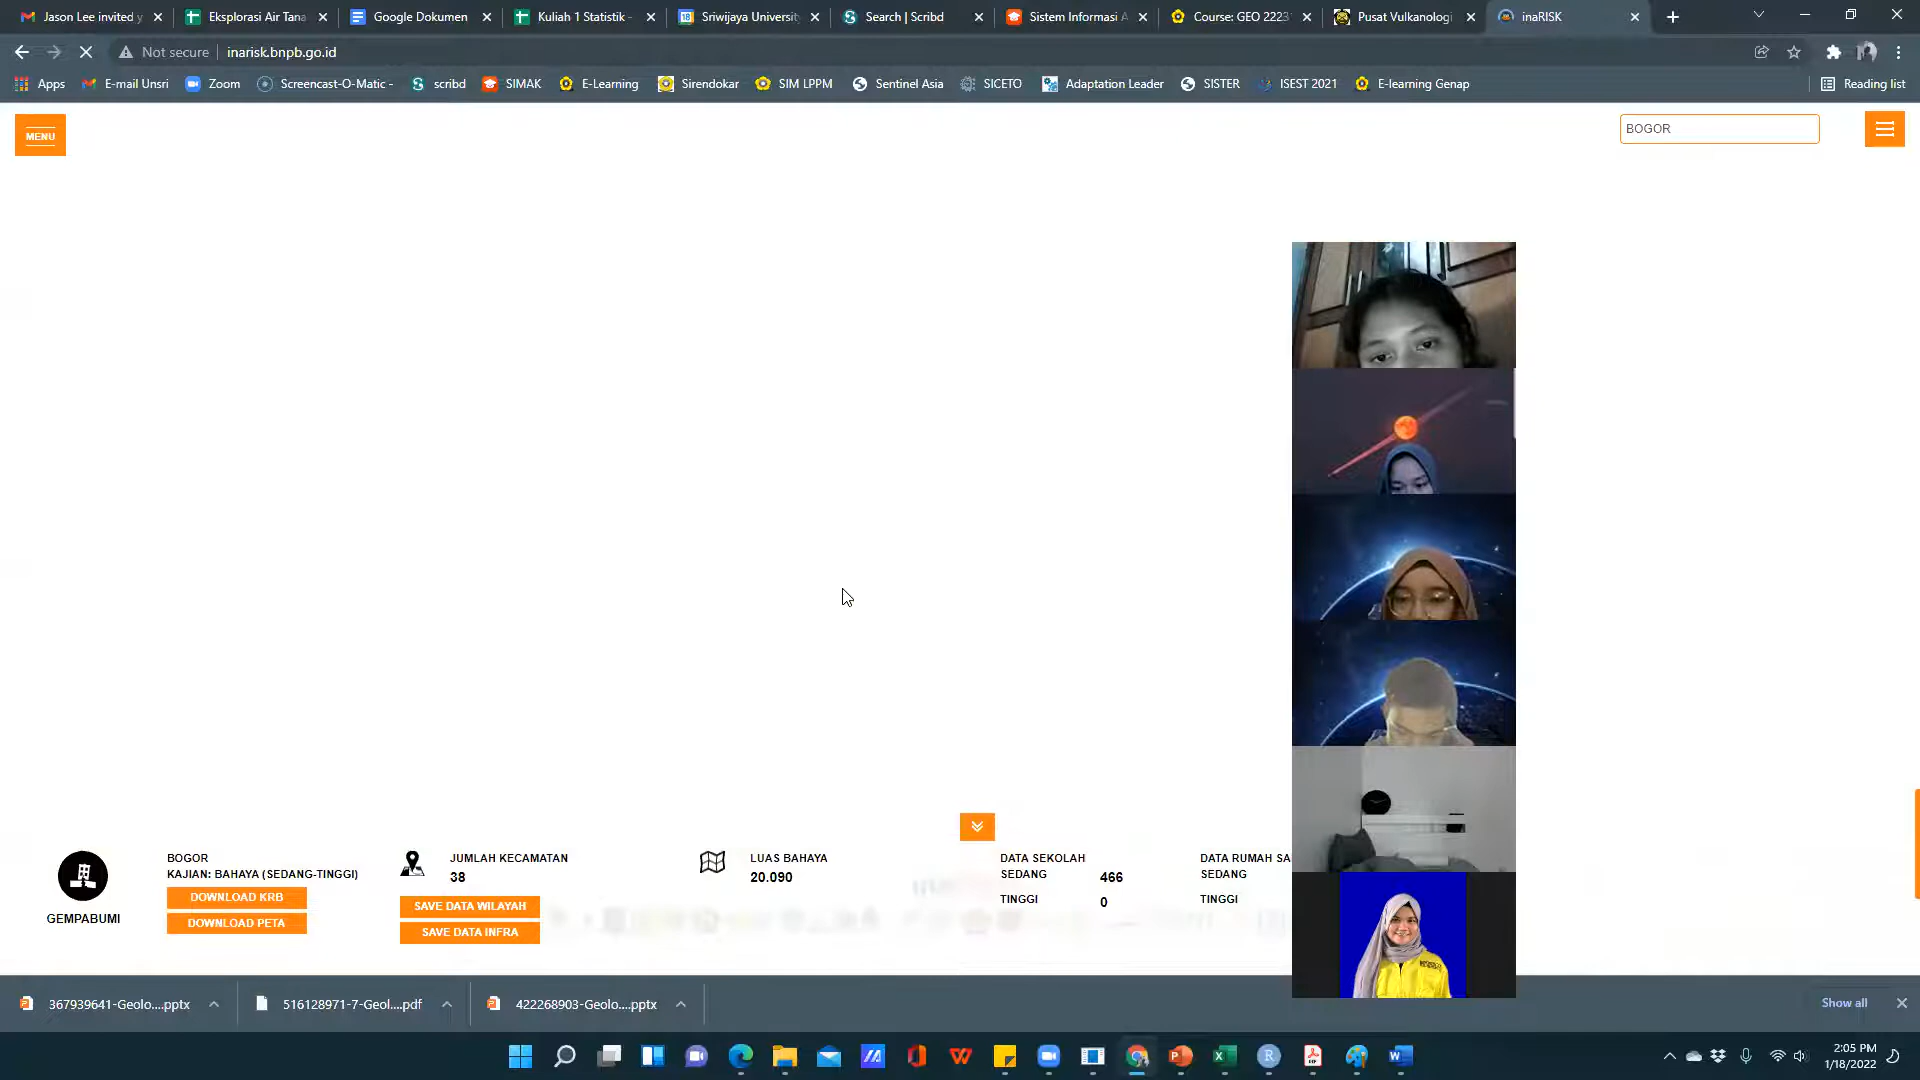 Jason Lee invited y
Eksplorasi Air Tana
Google Dokumen
Kuliah 1 Statistik -
Sriwijaya University
Search | Scribd
Sistem Informasi A
Course: GEO 2223
Pusat Vulkanologi
inaRISK
Not secure
inarisk.bnpb.go.id
Apps
E-mail Unsri
Zoom
Screencast-O-Matic -
scribd
SIMAK
E-Learning
Sirendokar
SIM LPPM
Sentinel Asia
SICETO
Adaptation Leader
SISTER
ISEST 2021
E-learning Genap
Reading list
MENU
BOGOR
GEMPABUMI
BOGOR
KAJIAN: BAHAYA (SEDANG-TINGGI)
DOWNLOAD KRB
DOWNLOAD PETA
JUMLAH KECAMATAN
38
SAVE DATA WILAYAH
SAVE DATA INFRA
LUAS BAHAYA
20.090
DATA SEKOLAH
SEDANG 466
TINGGI 0
DATA RUMAH SA
SEDANG
TINGGI
367939641-Geolo....pptx
516128971-7-Geol....pdf
422268903-Geolo....pptx
Show all
2:05 PM
1/18/2022